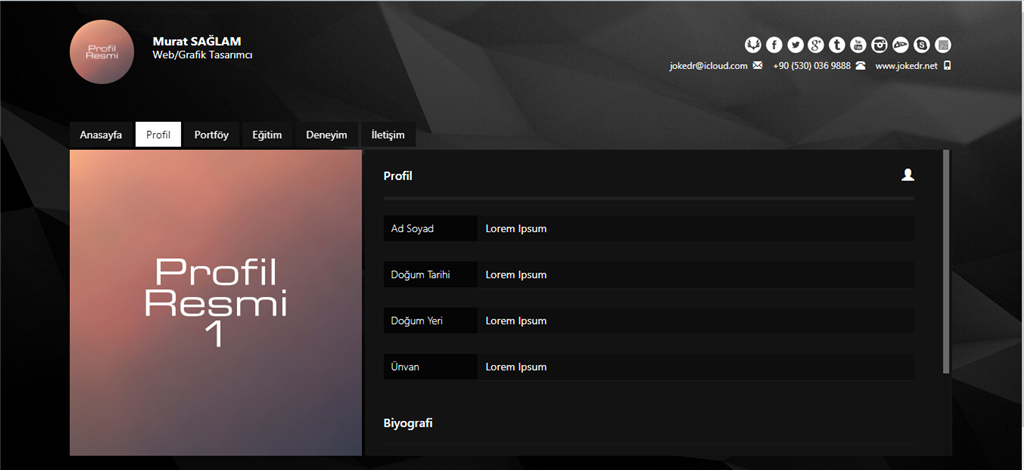 Profil
Resmi
Murat SAĞLAM
Web/Grafik Tasarımcı
jokedr@icloud.com +90 (530) 036 9888 www.jokedr.net
Anasayfa Profil Portföy Eğitim Deneyim İletişim
Profil
Resmi
1
Profil
Ad Soyad Lorem Ipsum
Doğum Tarihi Lorem Ipsum
Doğum Yeri Lorem Ipsum
Ünvan Lorem Ipsum
Biyografi